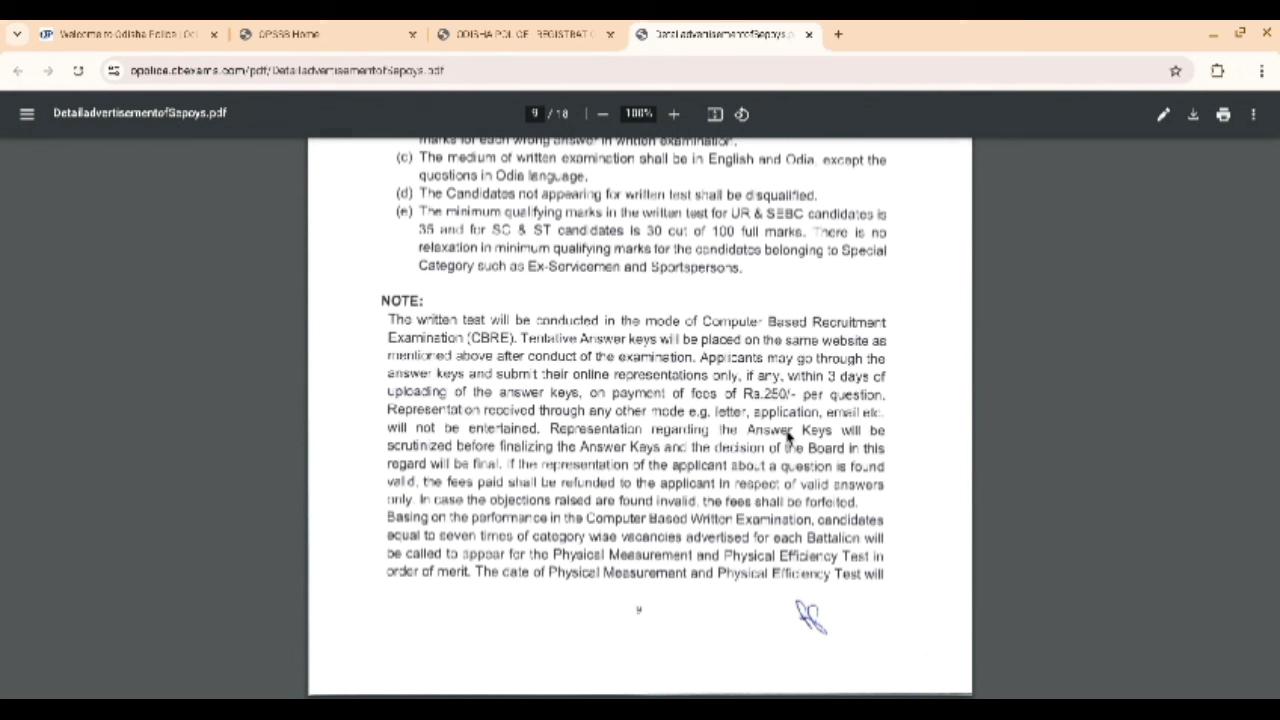 Welcome to Odisha Police | Od
OPSSB Home
ODISHA POLICE REGISTRATIO
DetailadvertisementofSepoys.p
opolice.cbexams.com/pdf/DetailadvertisementofSepoys.pdf
DetailadvertisementofSepoys.pdf
9 / 18
100%
marks for each wrong answer in written examination.
(c) The medium of written examination shall be in English and Odia, except the
questions in Odia language.
(d) The Candidates not appearing for written test shall be disqualified.
(e) The minimum qualifying marks in the written test for UR & SEBC candidates is
35 and for SC & ST candidates is 30 out of 100 full marks. There is no
relaxation in minimum qualifying marks for the candidates belonging to Special
Category such as Ex-Servicemen and Sportspersons.
NOTE:
The written test will be conducted in the mode of Computer Based Recruitment
Examination (CBRE). Tentative Answer keys will be placed on the same website as
mentioned above after conduct of the examination. Applicants may go through the
answer keys and submit their online representations only, if any, within 3 days of
uploading of the answer keys, on payment of fees of Rs.250/- per question.
Representation received through any other mode e.g. letter, application, email etc.
will not be entertained. Representation regarding the Answer Keys will be
scrutinized before finalizing the Answer Keys and the decision of the Board in this
regard will be final. If the representation of the applicant about a question is found
valid, the fees paid shall be refunded to the applicant in respect of valid answers
only. In case the objections raised are found invalid, the fees shall be forfeited.
Basing on the performance in the Computer Based Written Examination, candidates
equal to seven times of category wise vacancies advertised for each Battalion will
be called to appear for the Physical Measurement and Physical Efficiency Test in
order of merit. The date of Physical Measurement and Physical Efficiency Test will
9